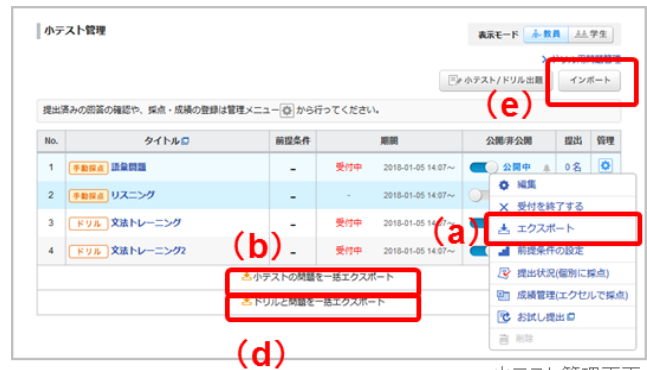 小テスト管理
表示モード 教員 学生
小テスト/ドリル出題 インポート
(e)
提出済みの回答の確認や、採点・成績の登録は管理メニュー から行ってください。
No. タイトル 前提条件 期間 公開/非公開 提出 管理
1 手動採点 語彙問題 - 受付中 2018-01-05 14:07～ 公開中 0名
2 手動採点 リスニング - - 2018-01-05 14:07～
3 ドリル 文法トレーニング - 受付中 2018-01-05 14:07～
4 ドリル 文法トレーニング2 - 受付中 2018-01-05 14:07～
編集
受付を終了する
(a) エクスポート
前提条件の設定
提出状況(個別に採点)
成績管理(エクセルで採点)
お試し提出
削除
(b)
小テストの問題を一括エクスポート
ドリルと問題を一括エクスポート
(d)